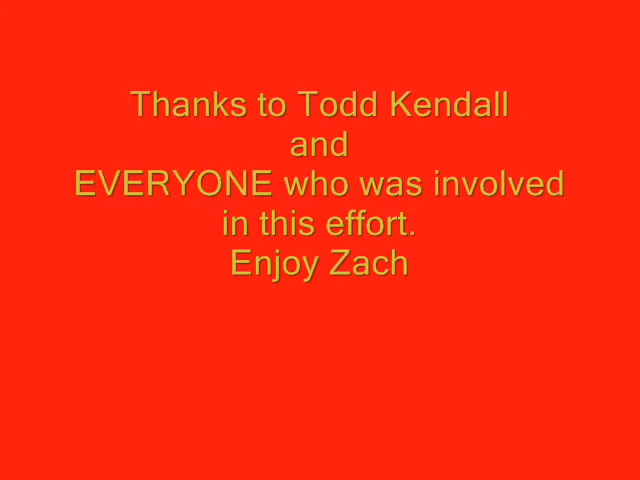 Thanks to Todd Kendall
and
EVERYONE who was involved
in this effort.
Enjoy Zach